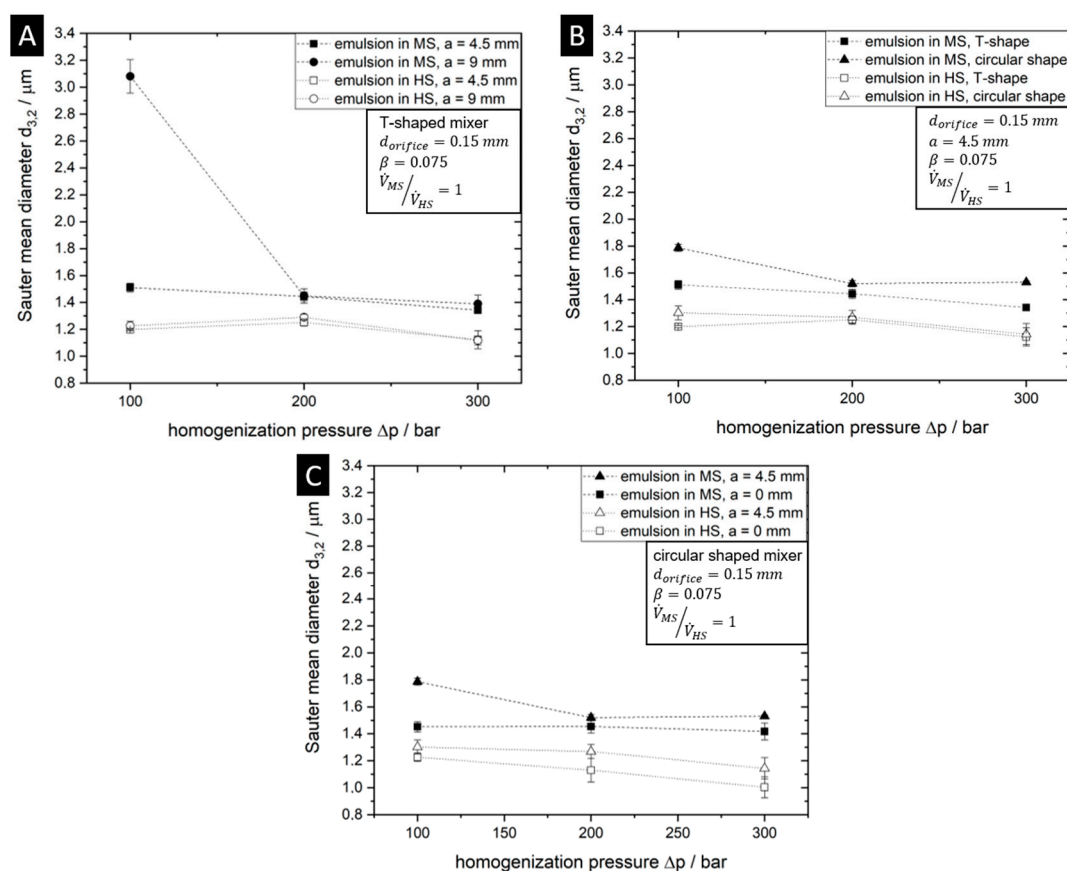 A
Sauter mean diameter d3,2 / μm
3.4
3.2
3.0
2.8
2.6
2.4
2.2
2.0
1.8
1.6
1.4
1.2
1.0
0.8
emulsion in MS, a = 4.5 mm
emulsion in MS, a = 9 mm
emulsion in HS, a = 4.5 mm
emulsion in HS, a = 9 mm
T-shaped mixer
dorifice = 0.15 mm
β = 0.075
V̇MS/V̇HS = 1
100
200
300
homogenization pressure Δp / bar
B
Sauter mean diameter d3,2 / μm
3.4
3.2
3.0
2.8
2.6
2.4
2.2
2.0
1.8
1.6
1.4
1.2
1.0
0.8
emulsion in MS, T-shape
emulsion in MS, circular shape
emulsion in HS, T-shape
emulsion in HS, circular shape
dorifice = 0.15 mm
a = 4.5 mm
β = 0.075
V̇MS/V̇HS = 1
100
200
300
homogenization pressure Δp / bar
C
Sauter mean diameter d3,2 / μm
3.4
3.2
3.0
2.8
2.6
2.4
2.2
2.0
1.8
1.6
1.4
1.2
1.0
0.8
emulsion in MS, a = 4.5 mm
emulsion in MS, a = 0 mm
emulsion in HS, a = 4.5 mm
emulsion in HS, a = 0 mm
circular shaped mixer
dorifice = 0.15 mm
β = 0.075
V̇MS/V̇HS = 1
100
150
200
250
300
homogenization pressure Δp / bar